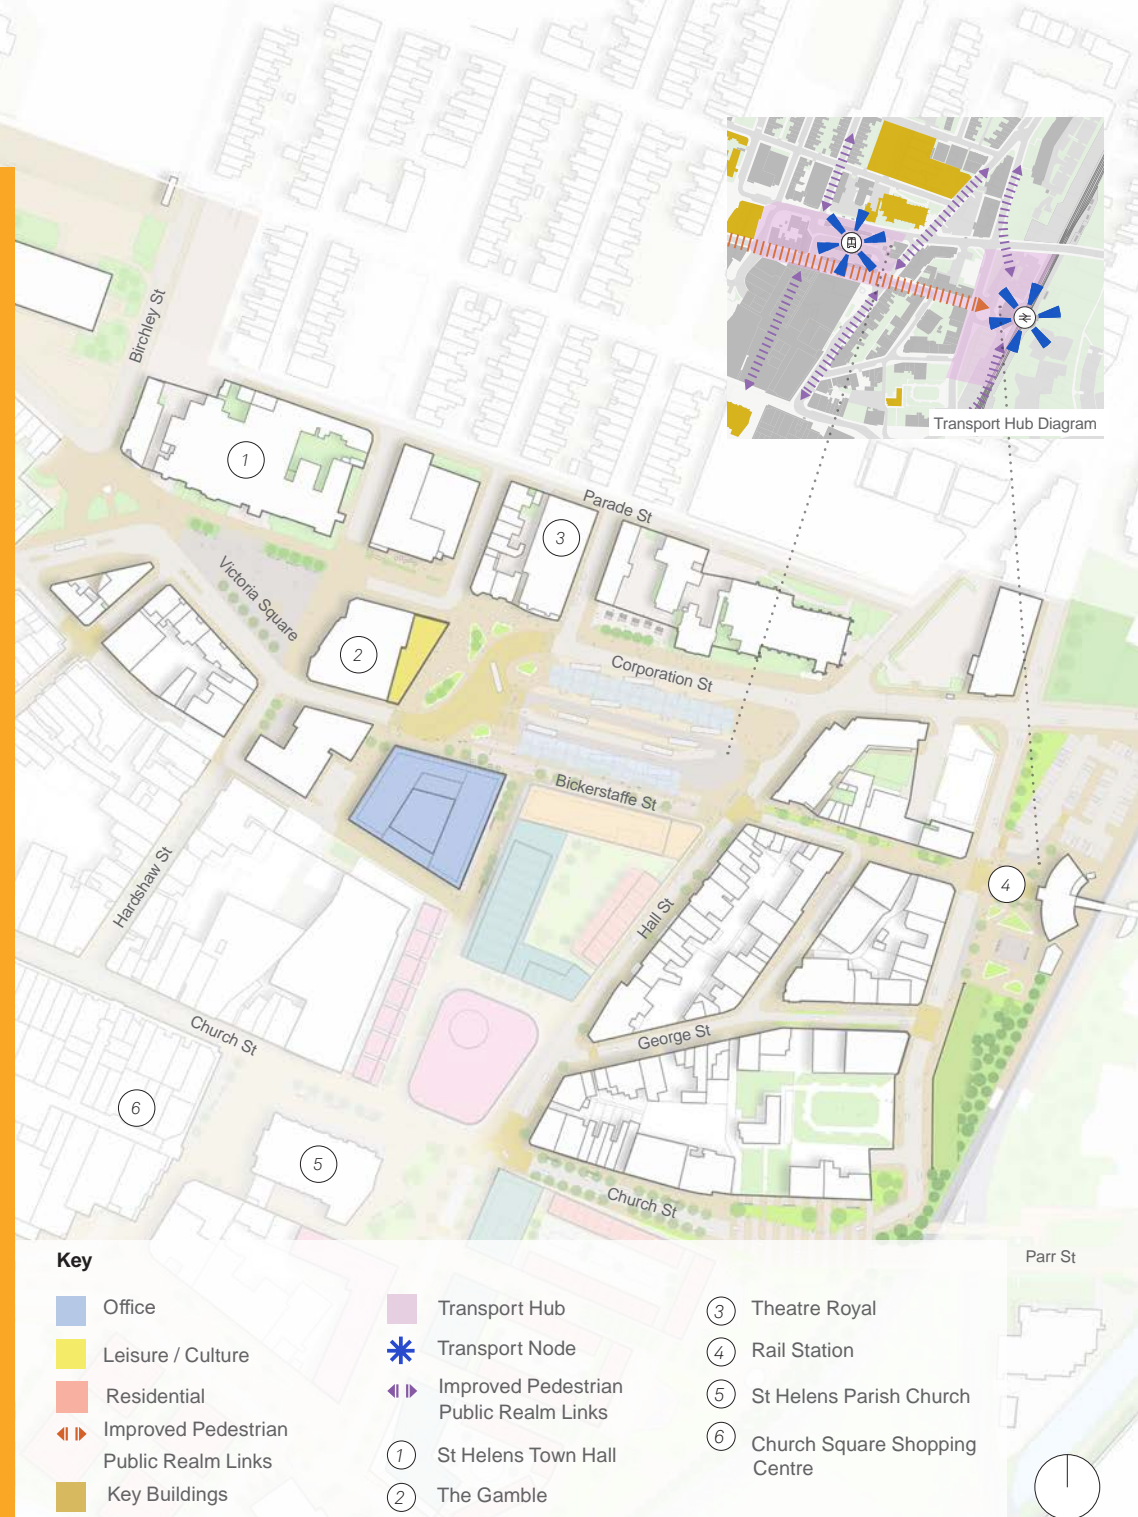 Transport Hub Diagram
Birchley St
1
Parade St
3
Victoria Square
2
Corporation St
Bickerstaffe St
Hardshaw St
Hall St
4
Church St
George St
6
5
Church St
Parr St
Key
Office
Leisure / Culture
Residential
Improved Pedestrian
Public Realm Links
Key Buildings
Transport Hub
Transport Node
Improved Pedestrian
Public Realm Links
1 St Helens Town Hall
2 The Gamble
3 Theatre Royal
4 Rail Station
5 St Helens Parish Church
6 Church Square Shopping
Centre